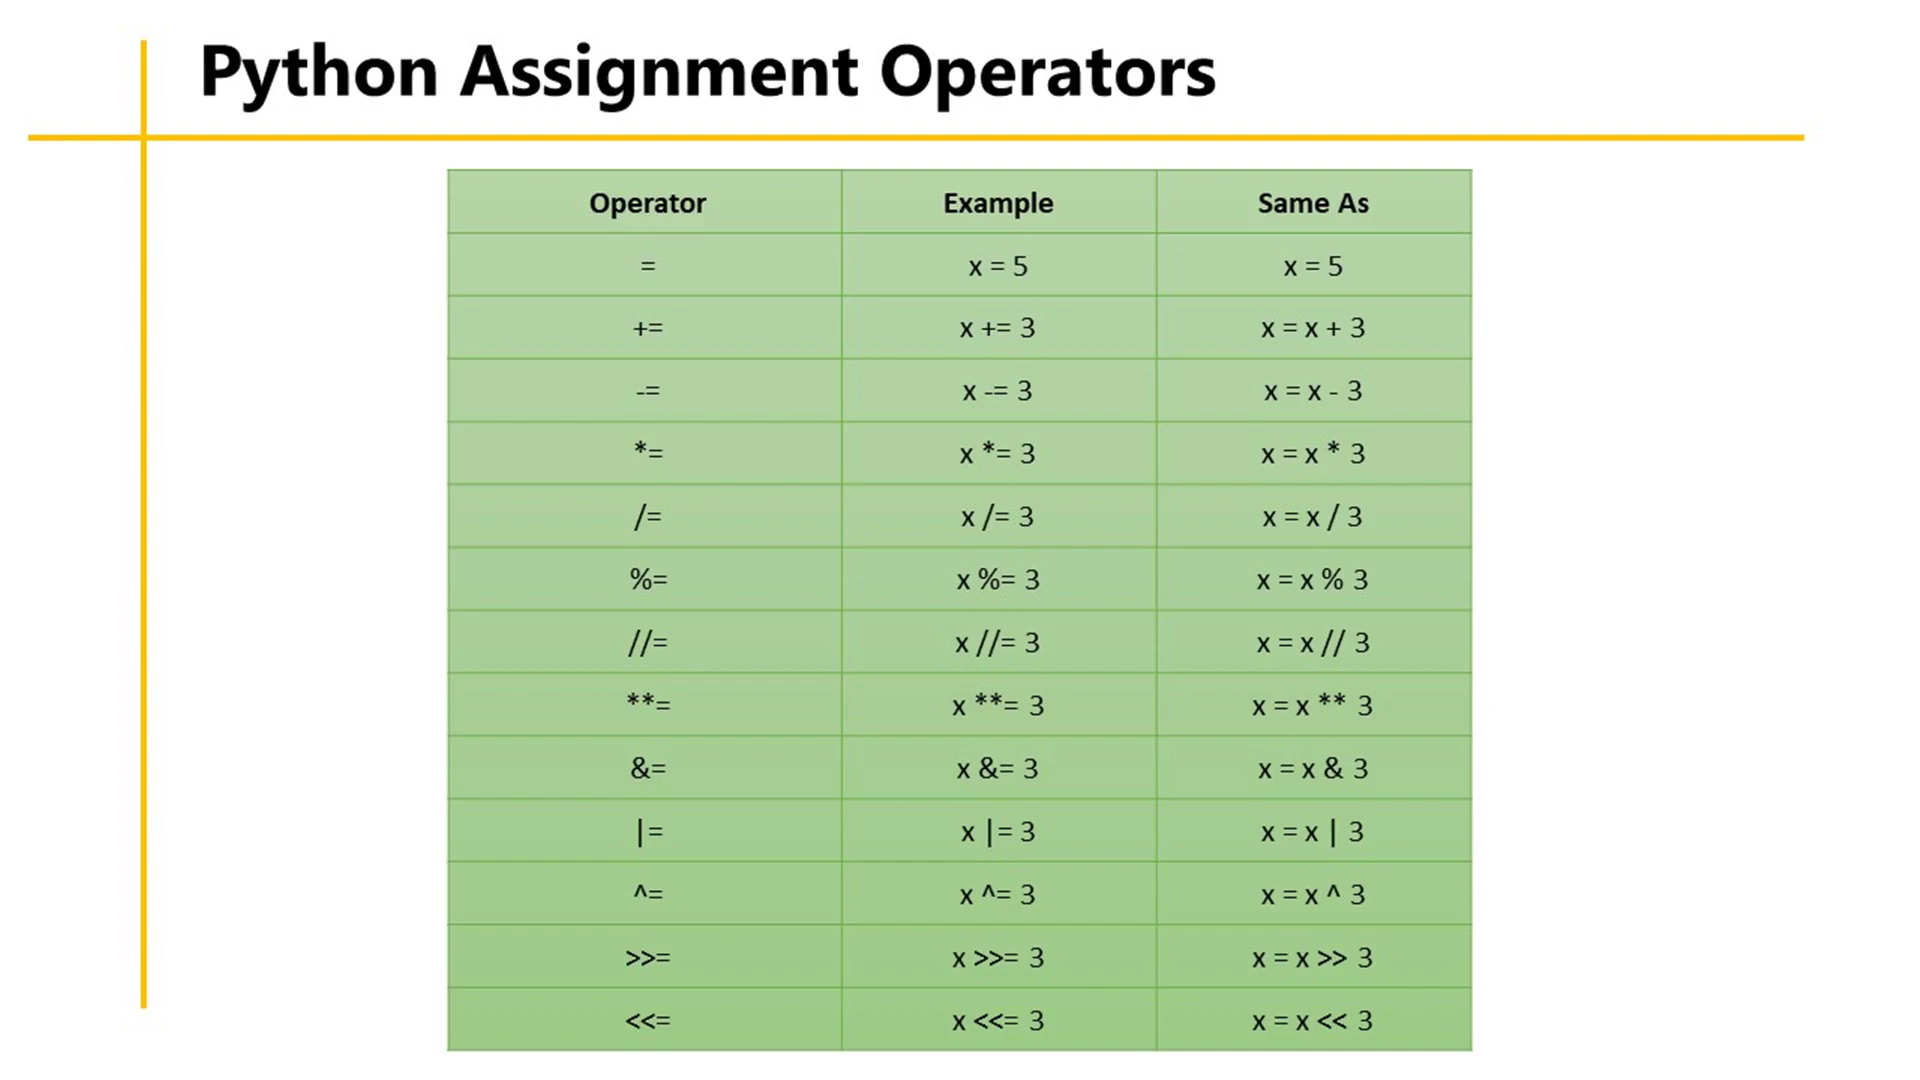 Python Assignment Operators
Operator Example Same As
= x = 5 x = 5
+= x += 3 x = x + 3
-= x -= 3 x = x - 3
*= x *= 3 x = x * 3
/= x /= 3 x = x / 3
%= x %= 3 x = x % 3
//= x //= 3 x = x // 3
**= x **= 3 x = x ** 3
&= x &= 3 x = x & 3
|= x |= 3 x = x | 3
^= x ^= 3 x = x ^ 3
>>= x >>= 3 x = x >> 3
<<= x <<= 3 x = x << 3